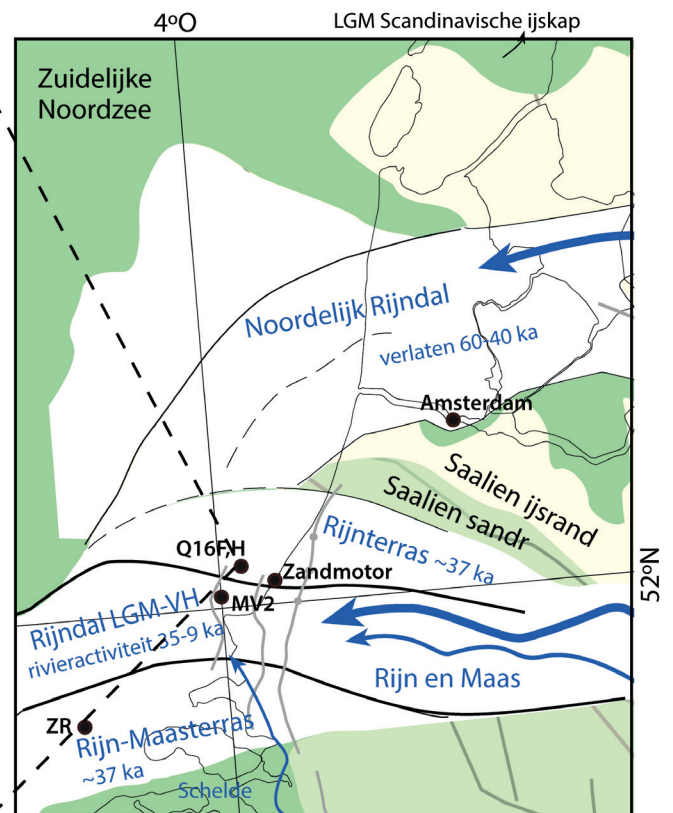 4ºO
LGM Scandinavische ijskap
Zuidelijke
Noordzee
Noordelijk Rijndal
verlaten 60-40 ka
Amsterdam
Saalien ijsrand
Saalien sandr
Rijnterras ~37 ka
Q16FH
Zandmotor
52ºN
MV2
Rijndal LGM-VH
rivieractiviteit 35-9 ka
Rijn en Maas
ZR
Rijn-Maasterras
~37 ka
Schelde